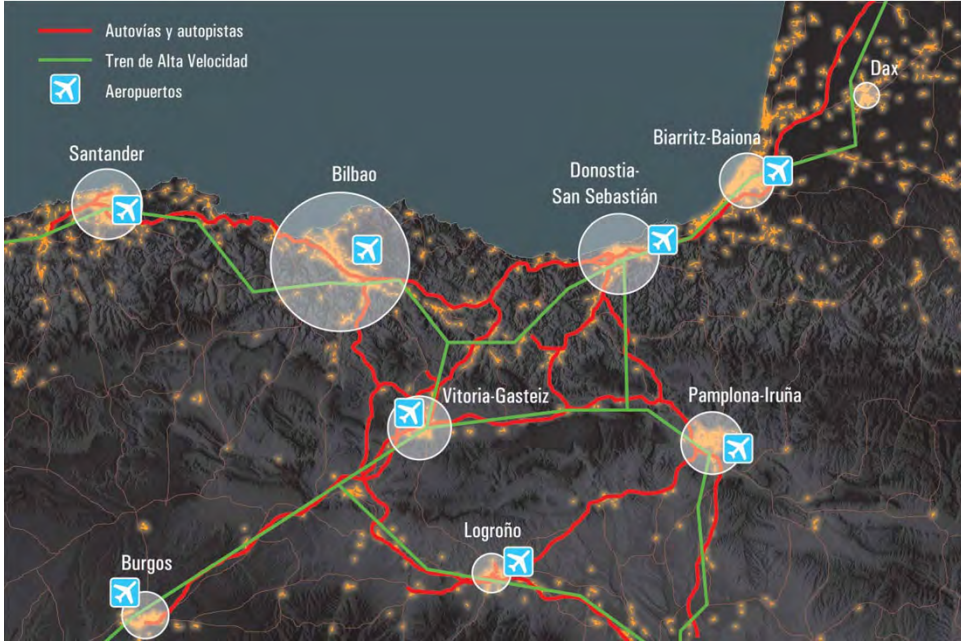 Autovías y autopistas
Tren de Alta Velocidad
Aeropuertos
Dax
Biarritz-Baiona
Santander
Bilbao
Donostia-
San Sebastián
Vitoria-Gasteiz
Pamplona-Iruña
Logroño
Burgos